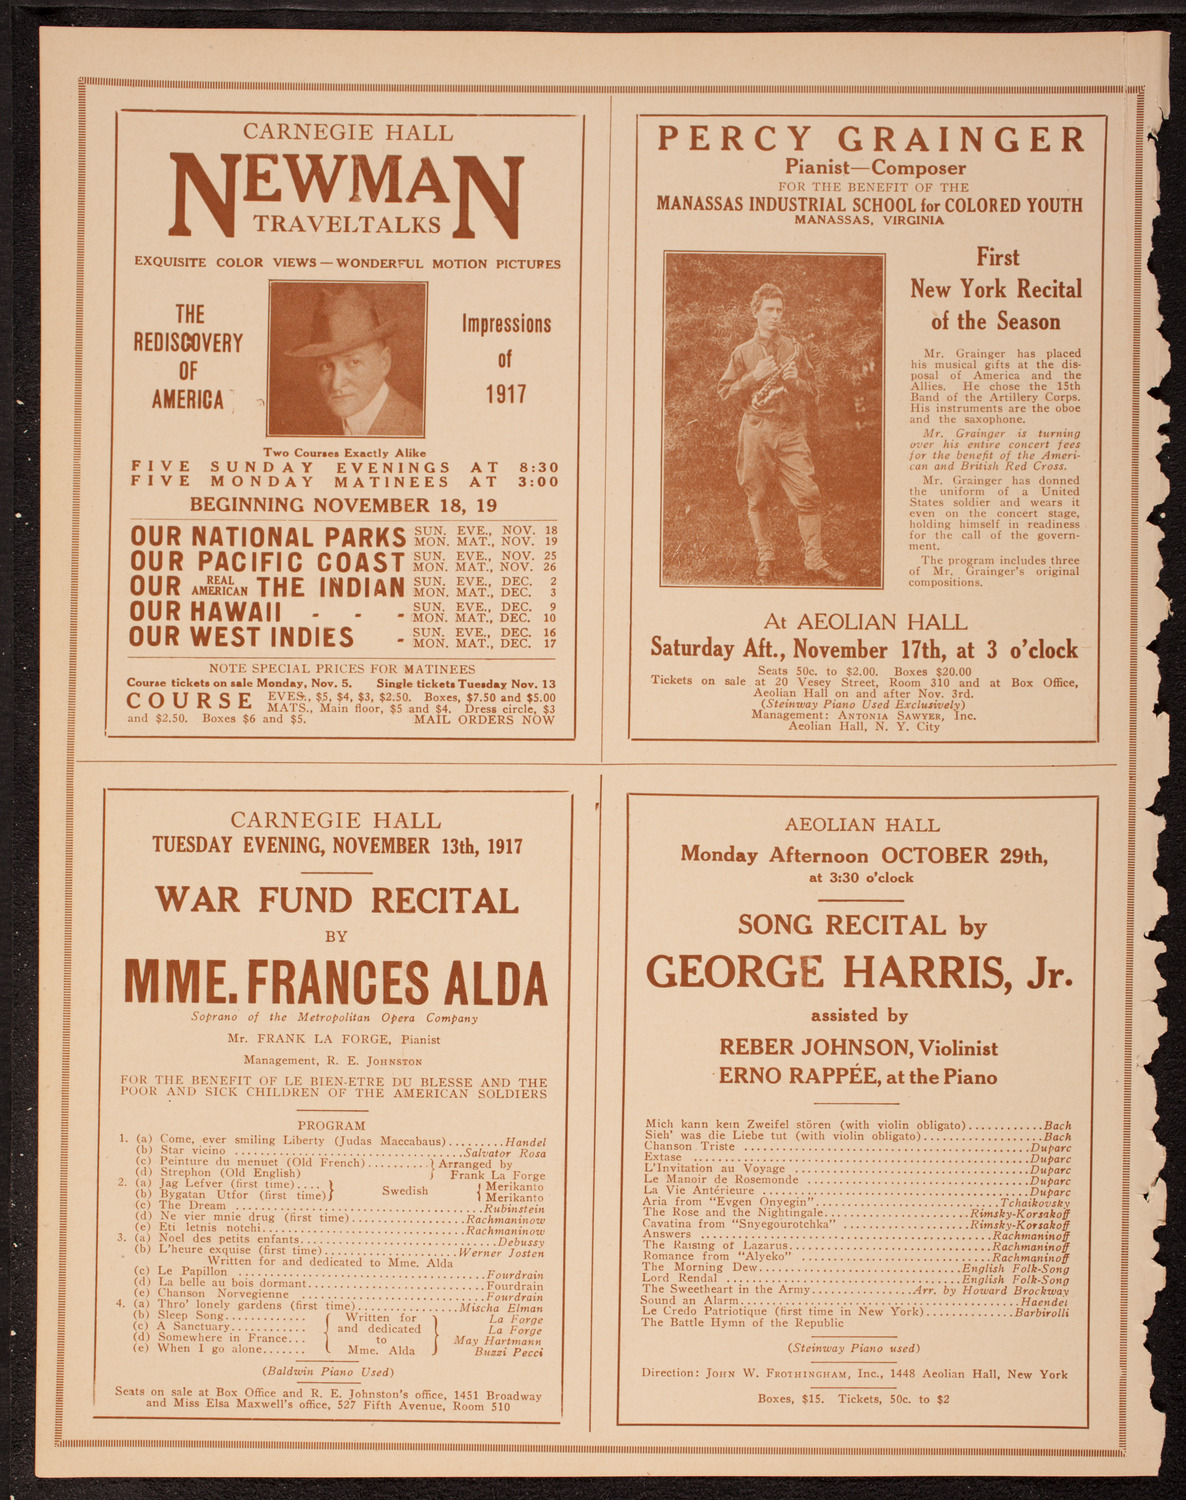 CARNEGIE HALL
NEWMAN
TRAVELTALKS
EXQUISITE COLOR VIEWS—WONDERFUL MOTION PICTURES
THE
REDISCOVERY
OF
AMERICA
Impressions
of
1917
Two Courses Exactly Alike
FIVE SUNDAY EVENINGS AT 8:30
FIVE MONDAY MATINEES AT 3:00
BEGINNING NOVEMBER 18, 19
OUR NATIONAL PARKS SUN. EVE., NOV. 18
MON. MAT., NOV. 19
OUR PACIFIC COAST SUN. EVE., NOV. 25
MON. MAT., NOV. 26
OUR REAL AMERICAN THE INDIAN SUN. EVE., DEC. 2
MON. MAT., DEC. 3
OUR HAWAII - - - SUN. EVE., DEC. 9
MON. MAT., DEC. 10
OUR WEST INDIES - SUN. EVE., DEC. 16
MON. MAT., DEC. 17
NOTE SPECIAL PRICES FOR MATINEES
Course tickets on sale Monday, Nov. 5. Single tickets Tuesday Nov. 13
COURSE EVES., $5, $4, $3, $2.50. Boxes, $7.50 and $5.00
MATS., Main floor, $5 and $4. Dress circle, $3
and $2.50. Boxes $6 and $5. MAIL ORDERS NOW
PERCY GRAINGER
Pianist—Composer
FOR THE BENEFIT OF THE
MANASSAS INDUSTRIAL SCHOOL for COLORED YOUTH
MANASSAS, VIRGINIA
First
New York Recital
of the Season
Mr. Grainger has placed
his musical gifts at the dis-
posal of America and the
Allies. He chose the 15th
Band of the Artillery Corps.
His instruments are the oboe
and the saxophone.
Mr. Grainger is turning
over his entire concert fees
for the benefit of the Ameri-
can and British Red Cross.
Mr. Grainger has donned
the uniform of a United
States soldier and wears it
even on the concert stage,
holding himself in readiness
for the call of the govern-
ment.
The program includes three
of Mr. Grainger's original
compositions.
At AEOLIAN HALL
Saturday Aft., November 17th, at 3 o'clock
Seats 50c. to $2.00. Boxes $20.00
Tickets on sale at 20 Vesey Street, Room 310 and at Box Office,
Aeolian Hall on and after Nov. 3rd.
(Steinway Piano Used Exclusively)
Management: ANTONIA SAWYER, Inc.
Aeolian Hall, N. Y. City
CARNEGIE HALL
TUESDAY EVENING, NOVEMBER 13th, 1917
WAR FUND RECITAL
BY
MME. FRANCES ALDA
Soprano of the Metropolitan Opera Company
Mr. FRANK LA FORGE, Pianist
Management, R. E. JOHNSTON
FOR THE BENEFIT OF LE BIEN-ETRE DU BLESSE AND THE
POOR AND SICK CHILDREN OF THE AMERICAN SOLDIERS
PROGRAM
1. (a) Come, ever smiling Liberty (Judas Maccabaus).........Handel
(b) Star vicino ..............................Salvator Rosa
(c) Peinture du menuet (Old French)..........} Arranged by
(d) Strephon (Old English) } Frank La Forge
2. (a) Jag Lefver (first time).... } Swedish { Merikanto
(b) Bygatan Utfor (first time)} { Merikanto
(c) The Dream ..............................Rubinstein
(d) Ne vier mnie drug (first time)................Rachmaninow
(e) Eti letnis notchi..........................Rachmaninow
3. (a) Noel des petits enfants..........................Debussy
(b) L'heure exquise (first time)....................Werner Josten
Written for and dedicated to Mme. Alda
(c) Le Papillon ..............................Fourdrain
(d) La belle au bois dormant......................Fourdrain
(e) Chanson Norvegienne ......................Fourdrain
4. (a) Thro' lonely gardens (first time)...............Mischa Elman
(b) Sleep Song............ { Written for } La Forge
(c) A Sanctuary........... and dedicated La Forge
(d) Somewhere in France... to May Hartmann
(e) When I go alone....... { Mme. Alda } Buzzi Pecci
(Baldwin Piano Used)
Seats on sale at Box Office and R. E. Johnston's office, 1451 Broadway
and Miss Elsa Maxwell's office, 527 Fifth Avenue, Room 510
AEOLIAN HALL
Monday Afternoon OCTOBER 29th,
at 3:30 o'clock
SONG RECITAL by
GEORGE HARRIS, Jr.
assisted by
REBER JOHNSON, Violinist
ERNO RAPPÉE, at the Piano
Mich kann kein Zweifel stören (with violin obligato)...........Bach
Sieh' was die Liebe tut (with violin obligato)................Bach
Chanson Triste ..............................Duparc
Extase ..............................Duparc
L'Invitation au Voyage ..............................Duparc
Le Manoir de Rosemonde ..............................Duparc
La Vie Antérieure ..............................Duparc
Aria from "Evgen Onyegin"......................Tchaikovsky
The Rose and the Nightingale...................Rimsky-Korsakoff
Cavatina from "Snyegourotchka" .................Rimsky-Korsakoff
Answers ..............................Rachmaninoff
The Raising of Lazarus..........................Rachmaninoff
Romance from "Alyeko" ......................Rachmaninoff
The Morning Dew..........................English Folk-Song
Lord Rendal ..............................English Folk-Song
The Sweetheart in the Army..............Arr. by Howard Brockway
Sound an Alarm..............................Haendel
Le Credo Patriotique (first time in New York).............Barbirolli
The Battle Hymn of the Republic
(Steinway Piano used)
Direction: JOHN W. FROTHINGHAM, Inc., 1448 Aeolian Hall, New York
Boxes, $15. Tickets, 50c. to $2